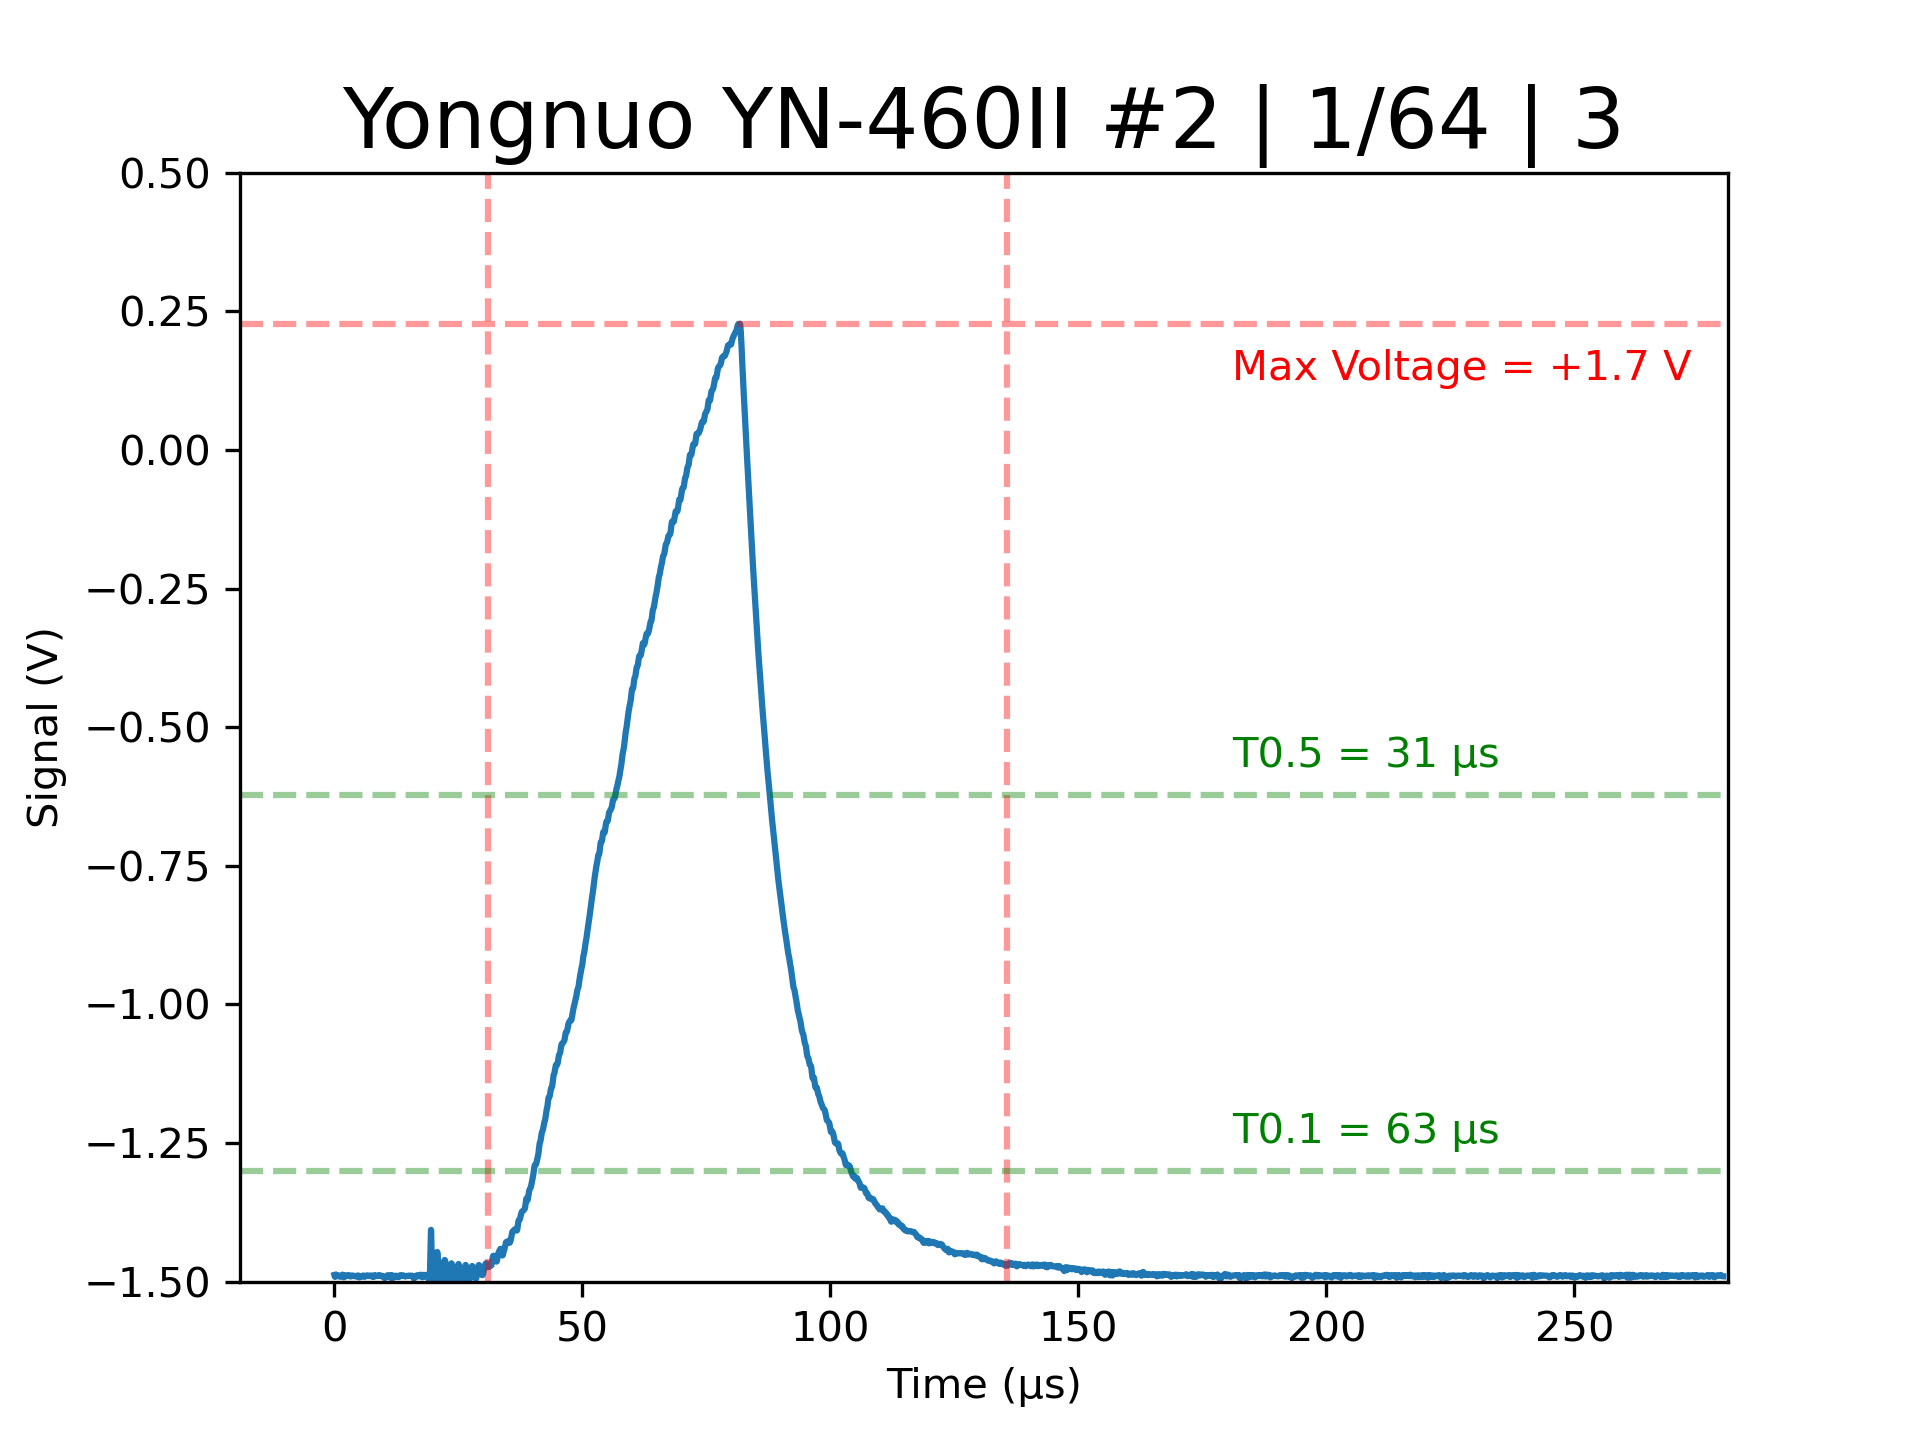 Yongnuo YN-460II #2 | 1/64 | 3
0.50
0.25
Max Voltage = +1.7 V
0.00
−0.25
−0.50
T0.5 = 31 μs
−0.75
−1.00
T0.1 = 63 μs
−1.25
−1.50
Signal (V)
0 50 100 150 200 250
Time (μs)